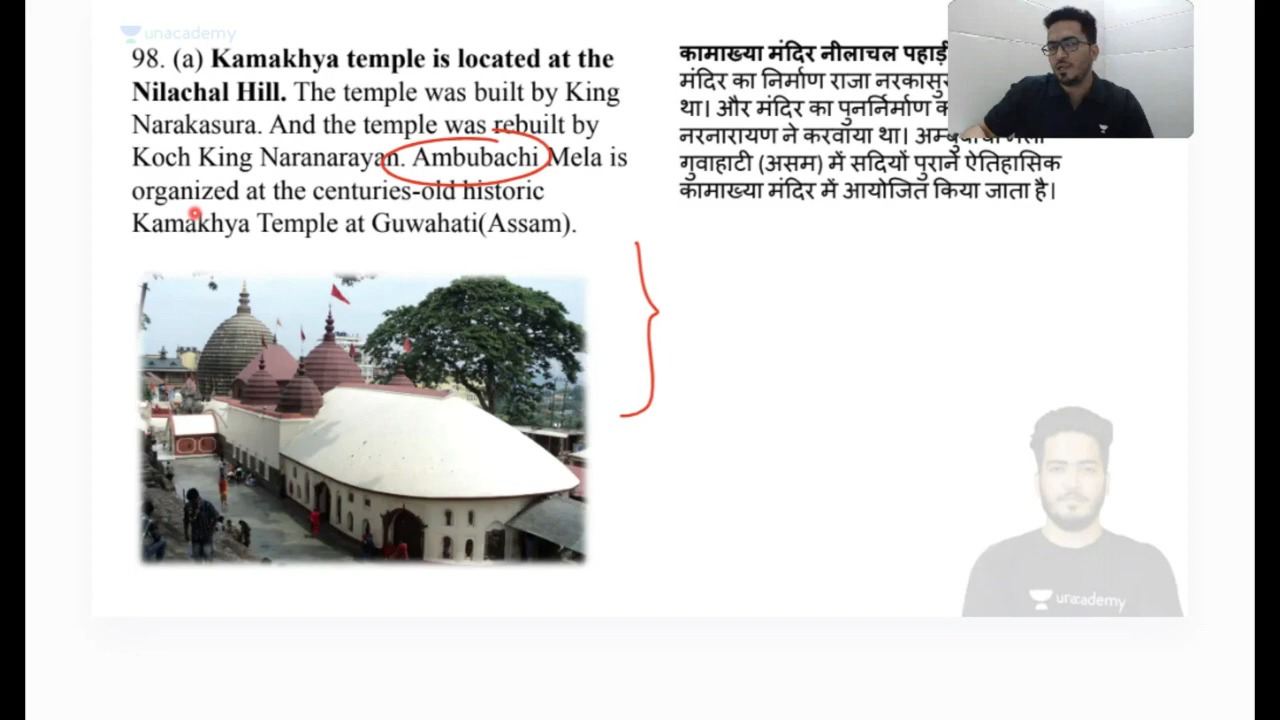 unacademy
98. (a) Kamakhya temple is located at the
Nilachal Hill. The temple was built by King
Narakasura. And the temple was rebuilt by
Koch King Naranarayan. Ambubachi Mela is
organized at the centuries-old historic
Kamakhya Temple at Guwahati(Assam).
कामाख्या मंदिर नीलाचल पहाड़ी
मंदिर का निर्माण राजा
था। और मंदिर का पुनर्निर्माण
नरनारायण ने करवाया था।
गुवाहाटी (असम) में सदियों पुराने ऐतिहासिक
कामाख्या मंदिर में आयोजित किया जाता है।
unacademy